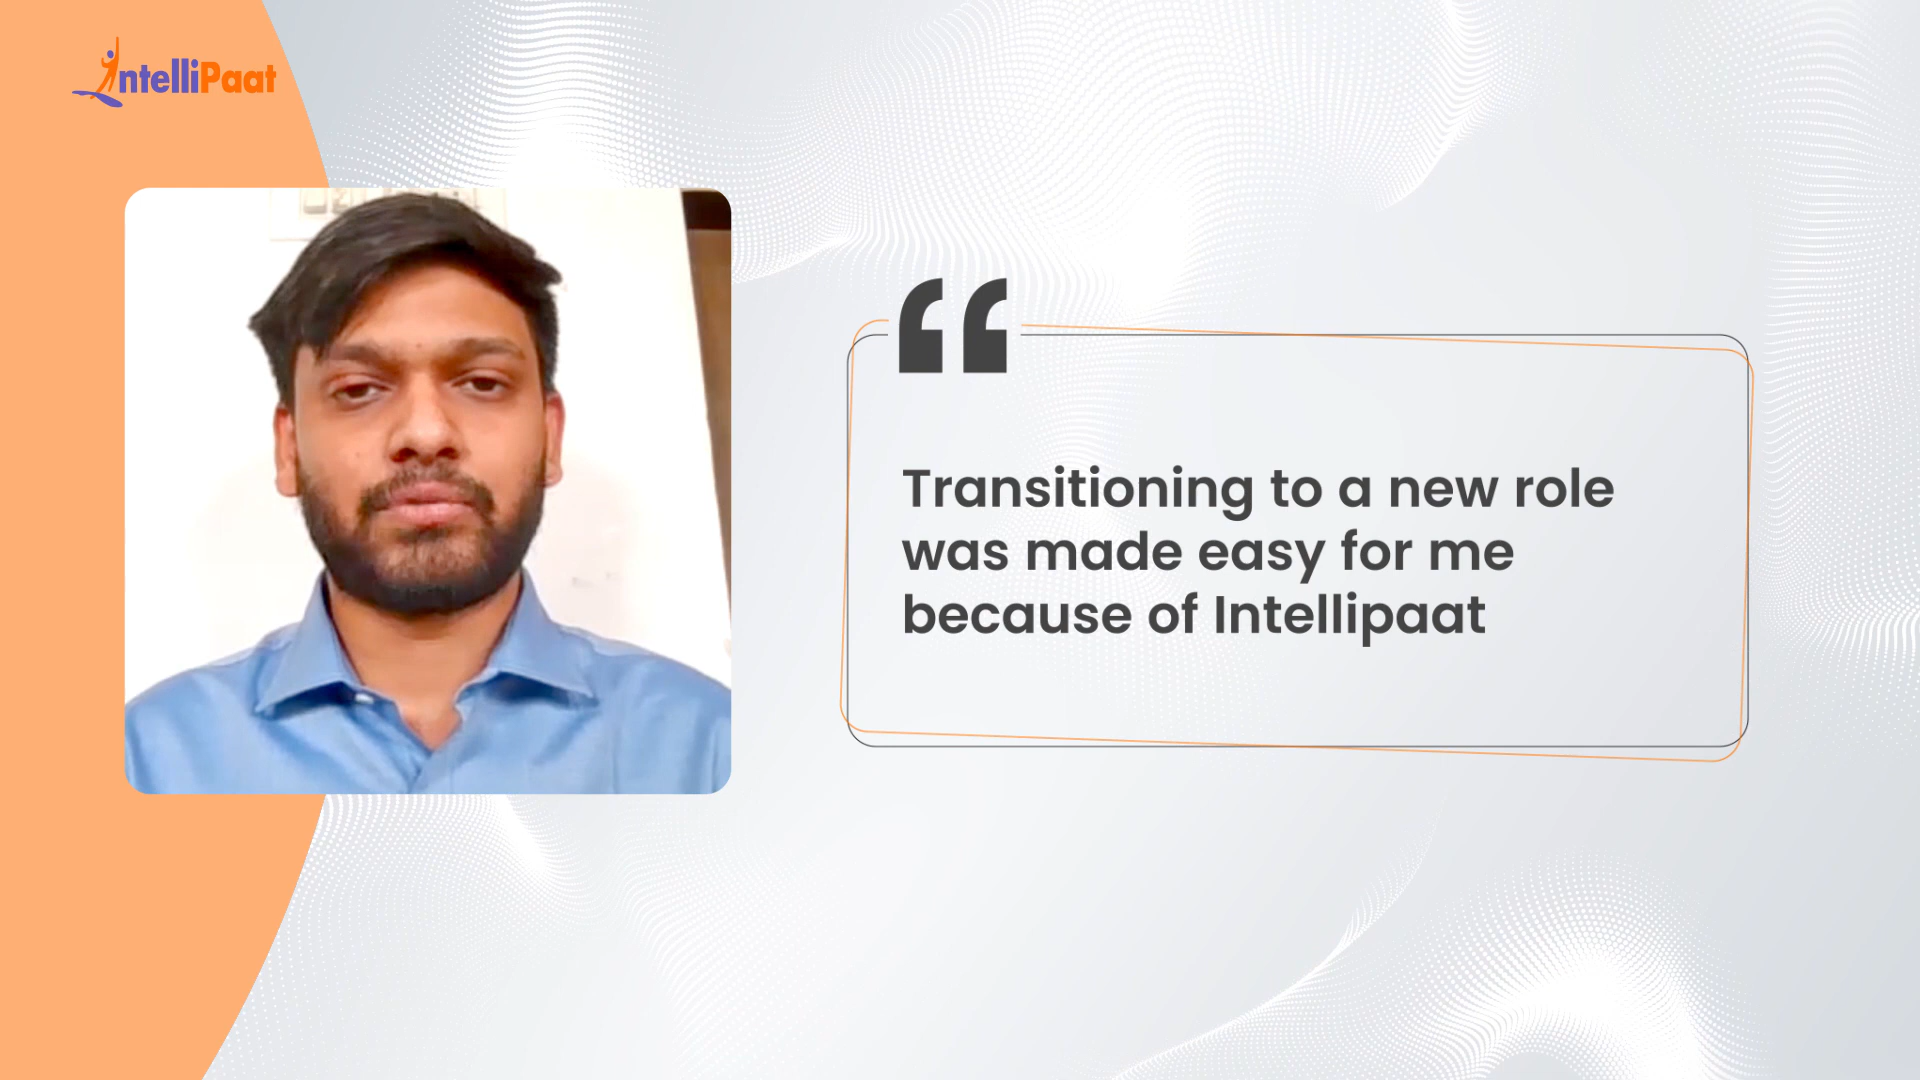 IntelliPaat
Transitioning to a new role
was made easy for me
because of Intellipaat